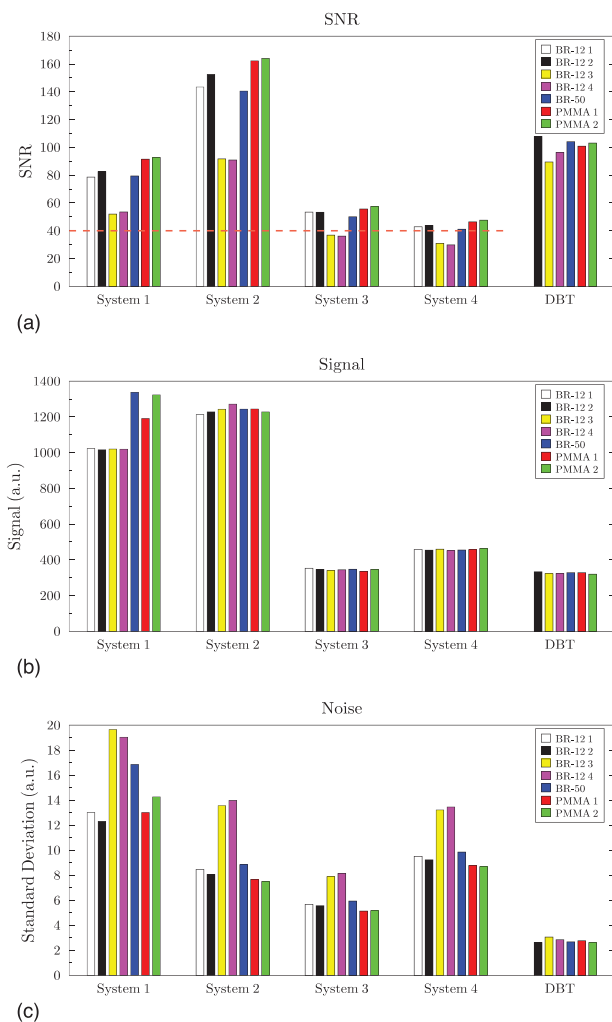 SNR
180
160
140
120
100
80
60
40
20
0
SNR
BR-12 1
BR-12 2
BR-12 3
BR-12 4
BR-50
PMMA 1
PMMA 2
System 1 System 2 System 3 System 4 DBT
(a)
Signal
1400
1200
1000
800
600
400
200
0
Signal (a.u.)
BR-12 1
BR-12 2
BR-12 3
BR-12 4
BR-50
PMMA 1
PMMA 2
System 1 System 2 System 3 System 4 DBT
(b)
Noise
20
18
16
14
12
10
8
6
4
2
0
Standard Deviation (a.u.)
BR-12 1
BR-12 2
BR-12 3
BR-12 4
BR-50
PMMA 1
PMMA 2
System 1 System 2 System 3 System 4 DBT
(c)